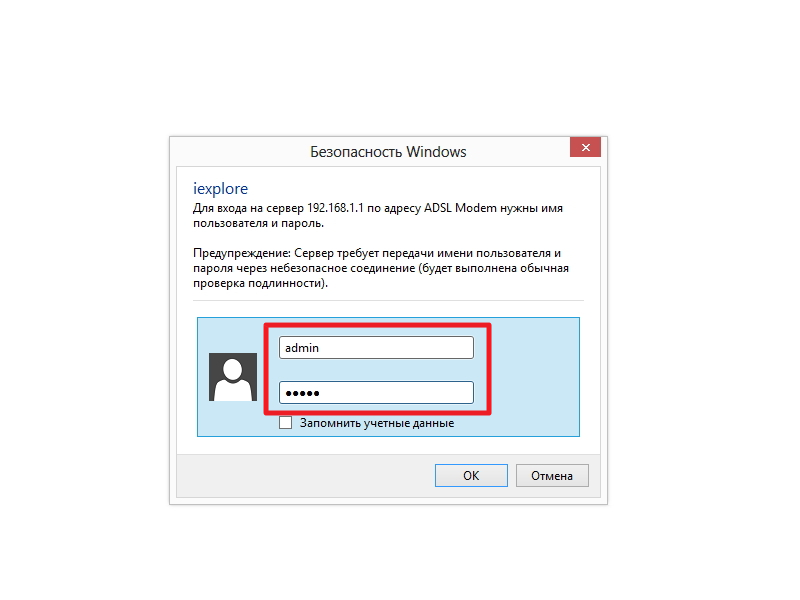 Безопасность Windows
iexplore
Для входа на сервер 192.168.1.1 по адресу ADSL Modem нужны имя
пользователя и пароль.
Предупреждение: Сервер требует передачи имени пользователя и
пароля через небезопасное соединение (будет выполнена обычная
проверка подлинности).
admin
●●●●●
Запомнить учетные данные
ОК
Отмена